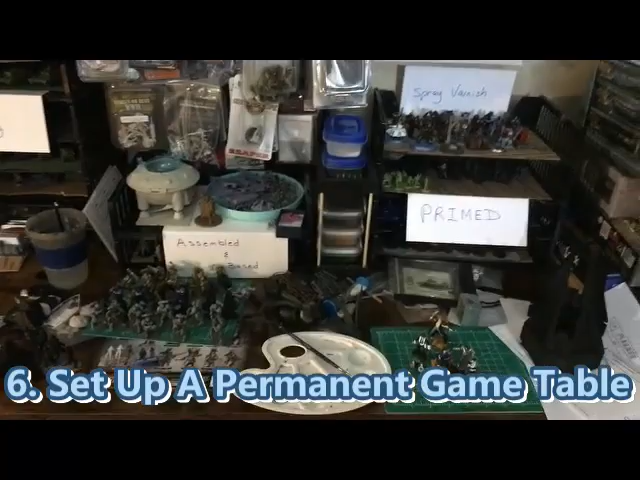 Spray Varnish
PRIMED
Assembled
&
Based
6. Set Up A Permanent Game Table